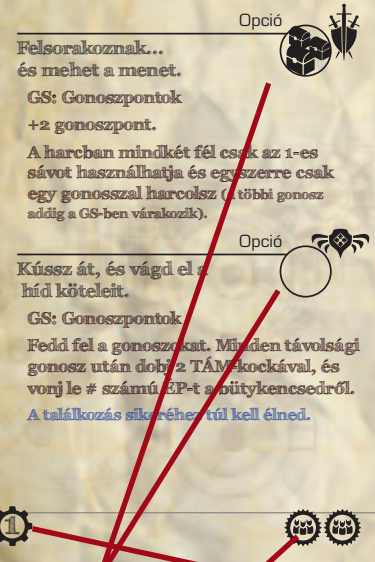 Opció
Felsorakoznak...
és mehet a menet.
GS: Gonoszpontok
+2 gonoszpont.
A harcban mindkét fél csak az 1-es
sávot használhatja és egyszerre csak
egy gonosszal harcolsz (a többi gonosz
addig a GS-ben várakozik).
Opció
Kússz át, és vágd el a
híd köteleit.
GS: Gonoszpontok
Fedd fel a gonoszokat. Minden távolsági
gonosz után dobj 2 TÁM-kockával, és
vonj le # számú ÉP-t a bütykencsedről.
A találkozás sikeréhez túl kell élned.
1